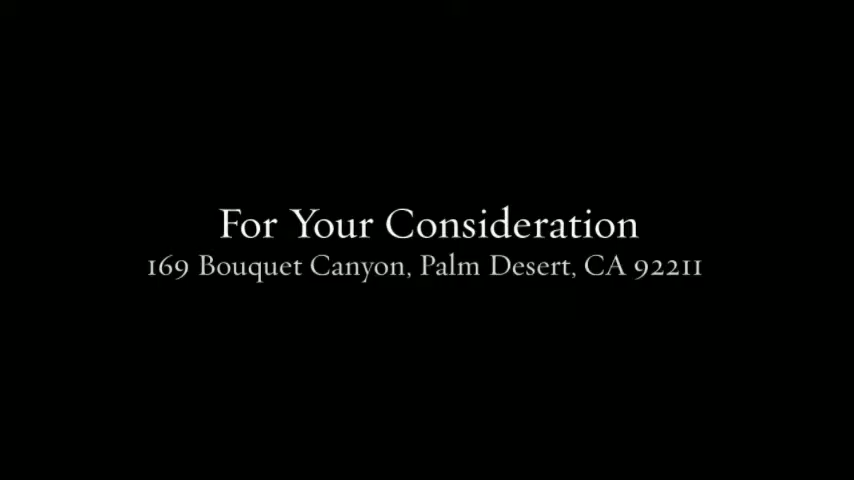 For Your Consideration
169 Bouquet Canyon, Palm Desert, CA 92211